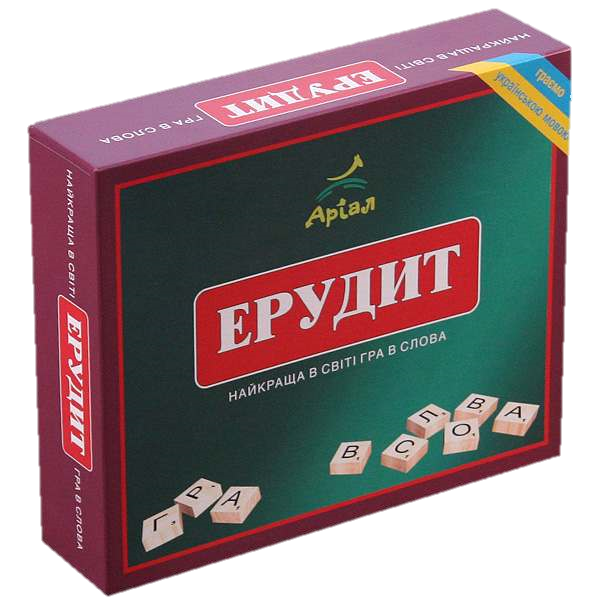 НАЙКРАЩА В СВІТІ
ЕРУДИТ
ГРА В СЛОВА
граємо
українською мовою
Аріал
ЕРУДИТ
НАЙКРАЩА В СВІТІ ГРА В СЛОВА
НАЙКРАЩА В СВІТІ
ЕРУДИТ
ГРА В СЛОВА
Г Р А
В С Л О В А